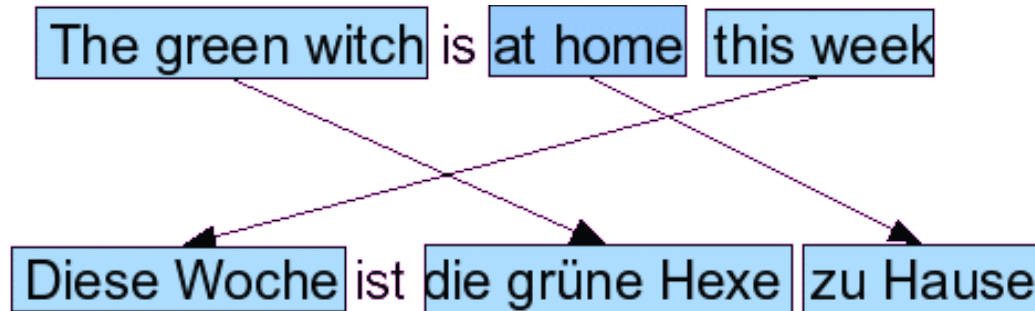 The green witch is at home this week
Diese Woche ist die grüne Hexe zu Hause